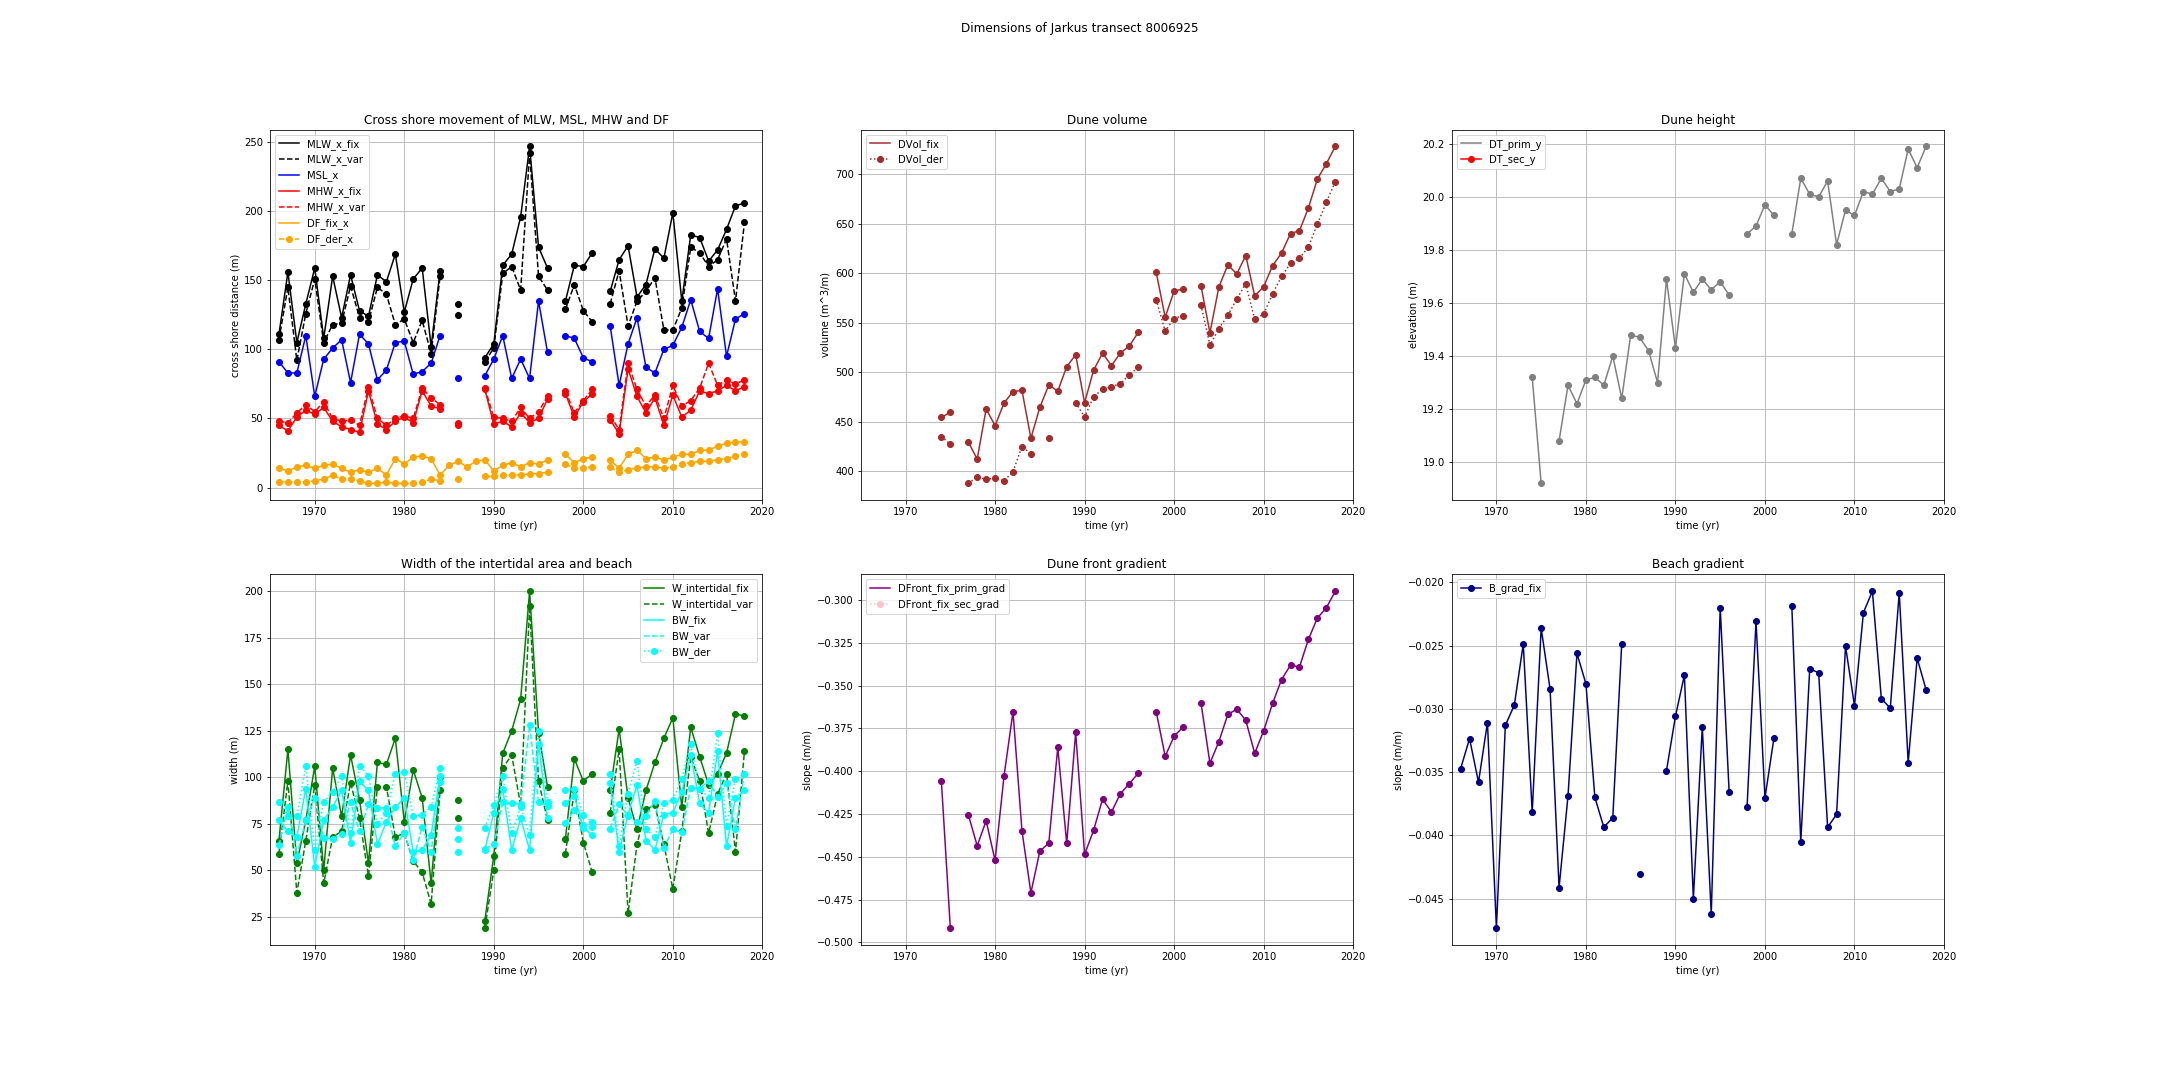 Dimensions of Jarkus transect 8006925
Cross shore movement of MLW, MSL, MHW and DF
MLW_x_fix
MLW_x_var
MSL_x
MHW_x_fix
MHW_x_var
DF_fix_x
DF_der_x
250
200
150
100
50
0
cross shore distance (m)
1970 1980 1990 2000 2010 2020
time (yr)
Dune volume
DVol_fix
DVol_der
700
650
600
550
500
450
400
volume (m^3/m)
1970 1980 1990 2000 2010 2020
time (yr)
Dune height
DT_prim_y
DT_sec_y
20.2
20.0
19.8
19.6
19.4
19.2
19.0
elevation (m)
1970 1980 1990 2000 2010 2020
time (yr)
Width of the intertidal area and beach
W_intertidal_fix
W_intertidal_var
BW_fix
BW_var
BW_der
200
175
150
125
100
75
50
25
width (m)
1970 1980 1990 2000 2010 2020
time (yr)
Dune front gradient
DFront_fix_prim_grad
DFront_fix_sec_grad
−0.300
−0.325
−0.350
−0.375
−0.400
−0.425
−0.450
−0.475
−0.500
slope (m/m)
1970 1980 1990 2000 2010 2020
time (yr)
Beach gradient
B_grad_fix
−0.020
−0.025
−0.030
−0.035
−0.040
−0.045
slope (m/m)
1970 1980 1990 2000 2010 2020
time (yr)